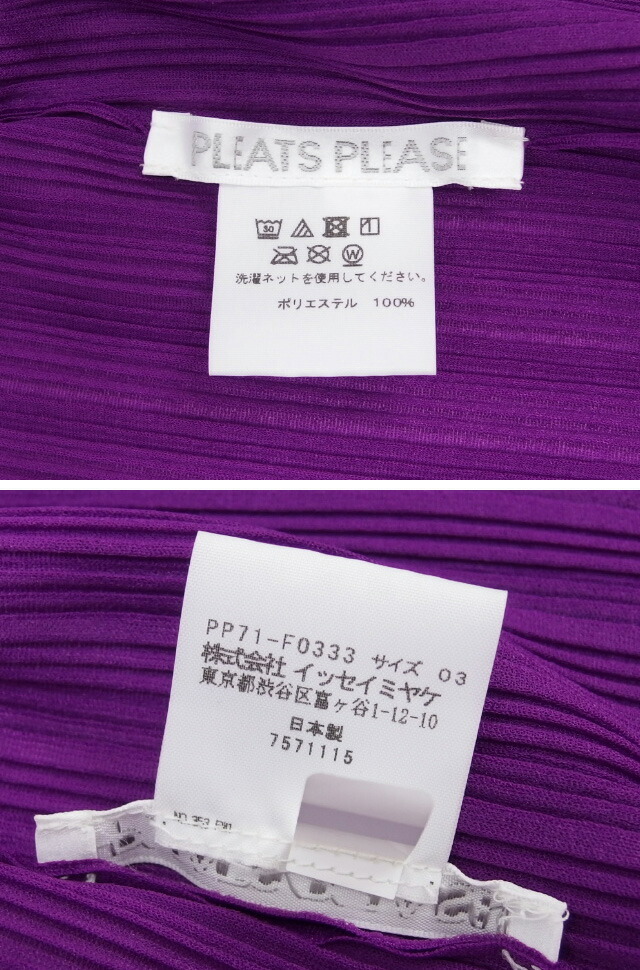 PLEATS PLEASE
30
W
洗濯ネットを使用してください。
ポリエステル 100%
PP71-F0333 サイズ 03
株式会社 イッセイミヤケ
東京都渋谷区富ヶ谷1-12-10
日本製
7571115